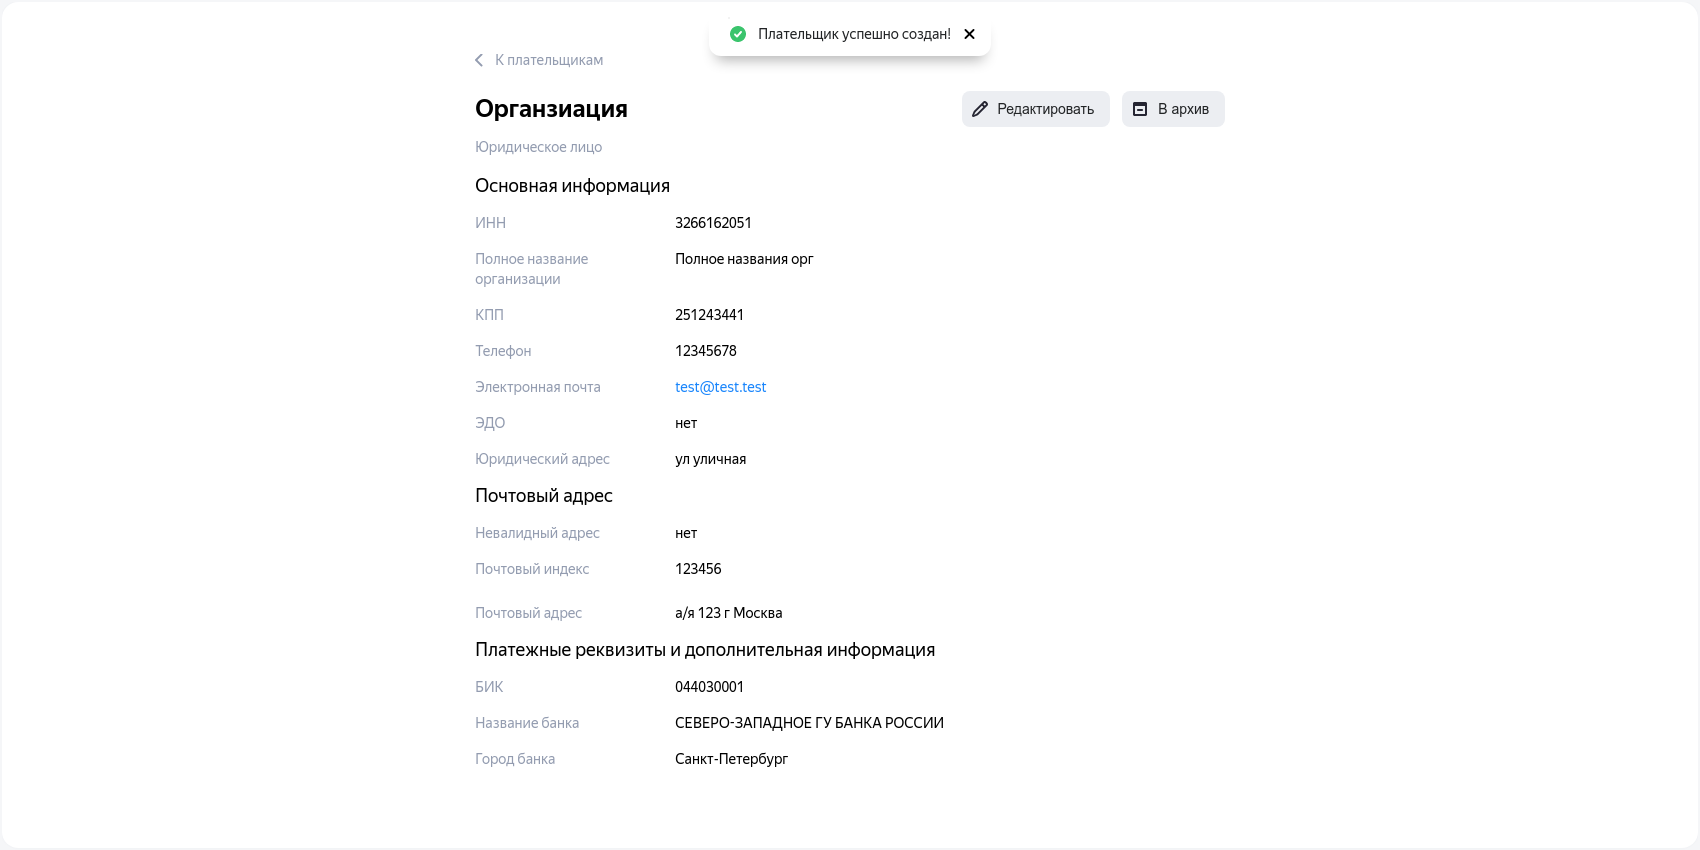 Плательщик успешно создан!
К плательщикам
Органзиация
Редактировать
В архив
Юридическое лицо
Основная информация
ИНН 3266162051
Полное название Полное названия орг
организации
КПП 251243441
Телефон 12345678
Электронная почта test@test.test
ЭДО нет
Юридический адрес ул уличная
Почтовый адрес
Невалидный адрес нет
Почтовый индекс 123456
Почтовый адрес а/я 123 г Москва
Платежные реквизиты и дополнительная информация
БИК 044030001
Название банка СЕВЕРО-ЗАПАДНОЕ ГУ БАНКА РОССИИ
Город банка Санкт-Петербург